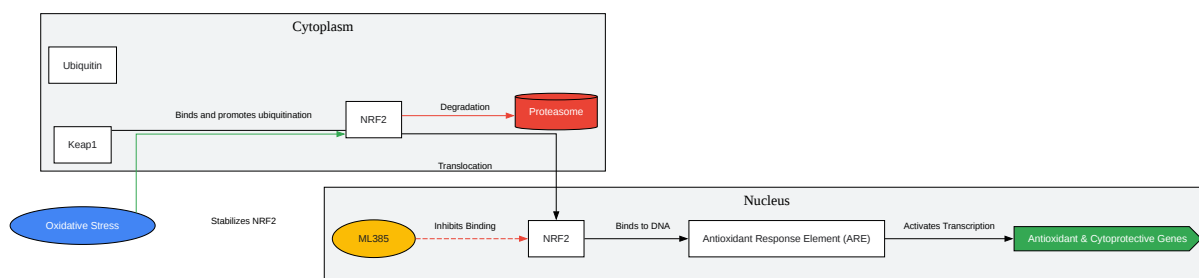 Cytoplasm
Ubiquitin
Binds and promotes ubiquitination
NRF2
Degradation
Proteasome
Keap1
Translocation
Oxidative Stress
Stabilizes NRF2
Nucleus
ML385
Inhibits Binding
NRF2
Binds to DNA
Antioxidant Response Element (ARE)
Activates Transcription
Antioxidant & Cytoprotective Genes